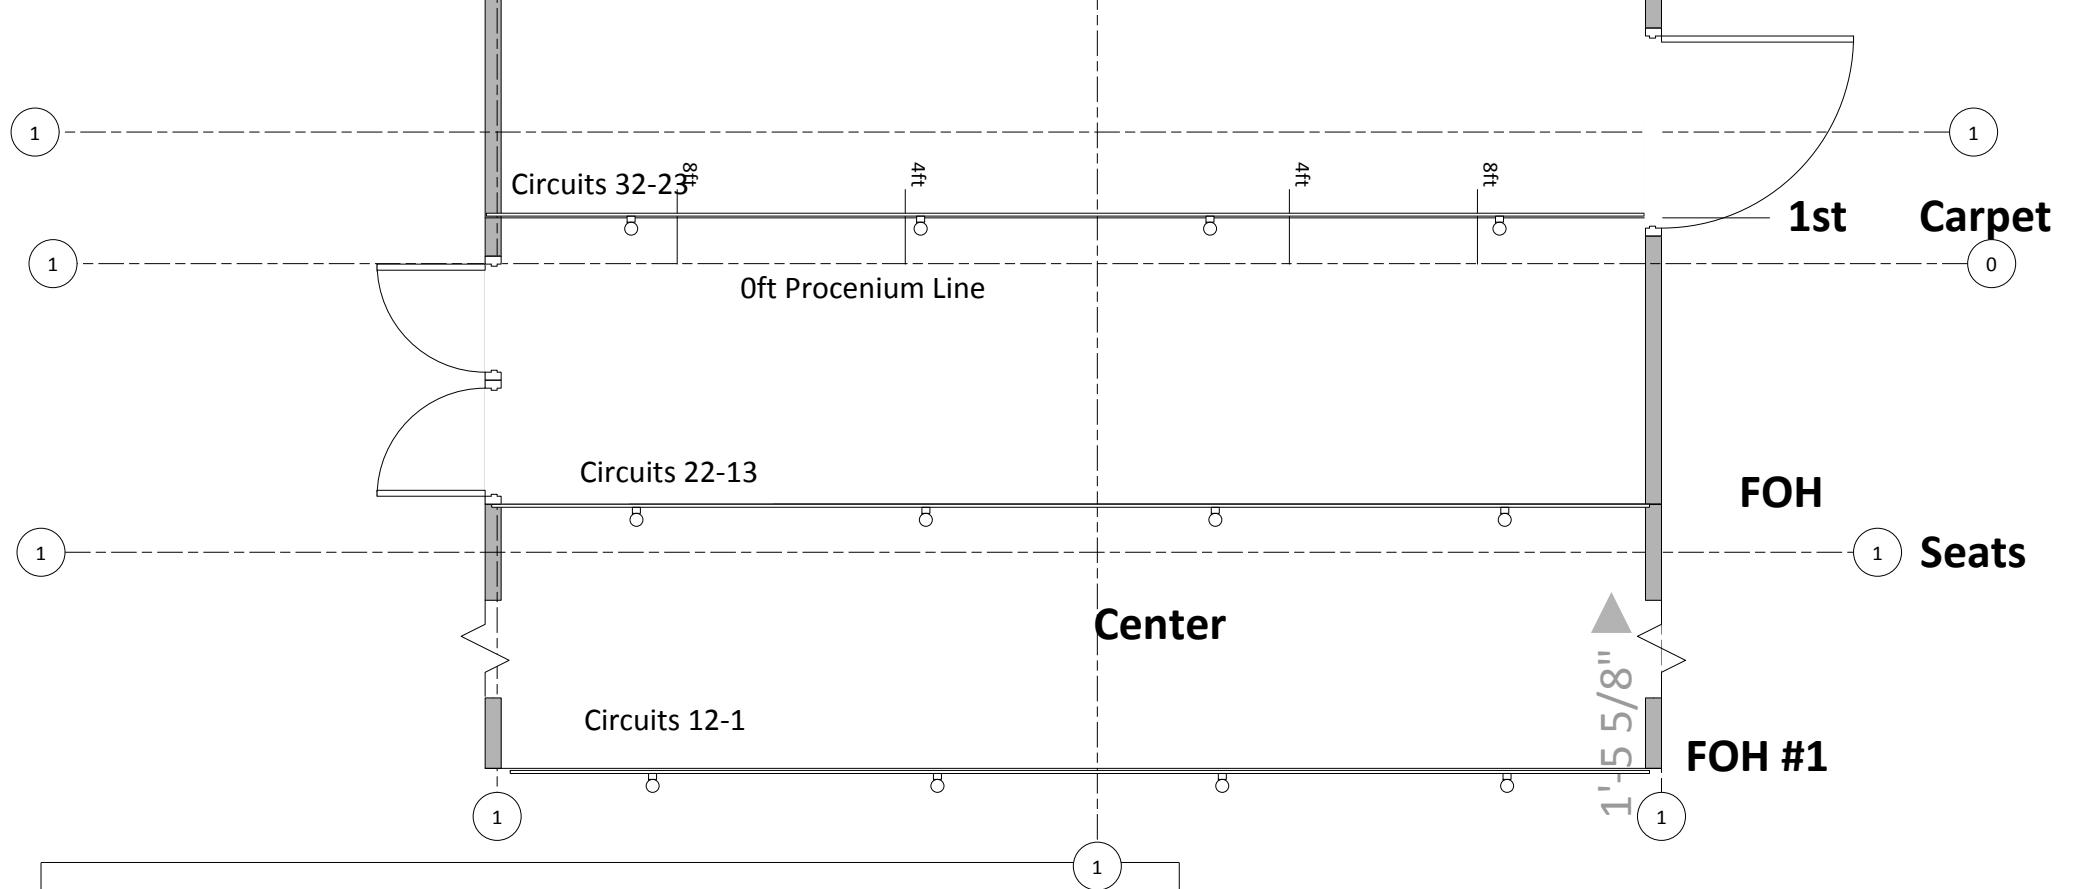 1 1
Circuits 32-23 8ft 4ft 4ft 8ft
1st Carpet
1 0
0ft Procenium Line
Circuits 22-13
FOH
1 1 Seats
Center
1'-5 5/8"
Circuits 12-1
FOH #1
1 1
1